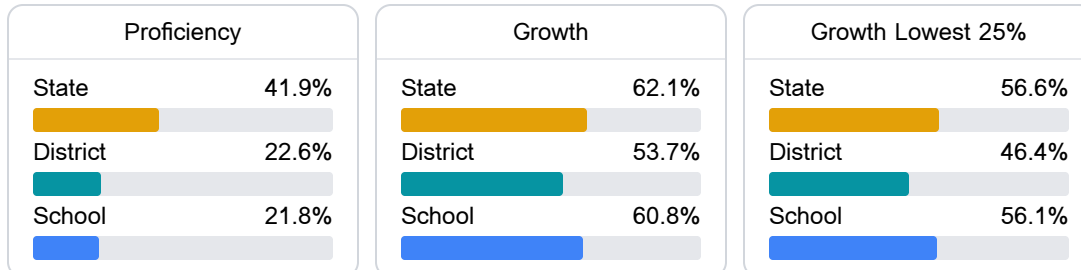 Proficiency
State 41.9%
District 22.6%
School 21.8%
Growth
State 62.1%
District 53.7%
School 60.8%
Growth Lowest 25%
State 56.6%
District 46.4%
School 56.1%